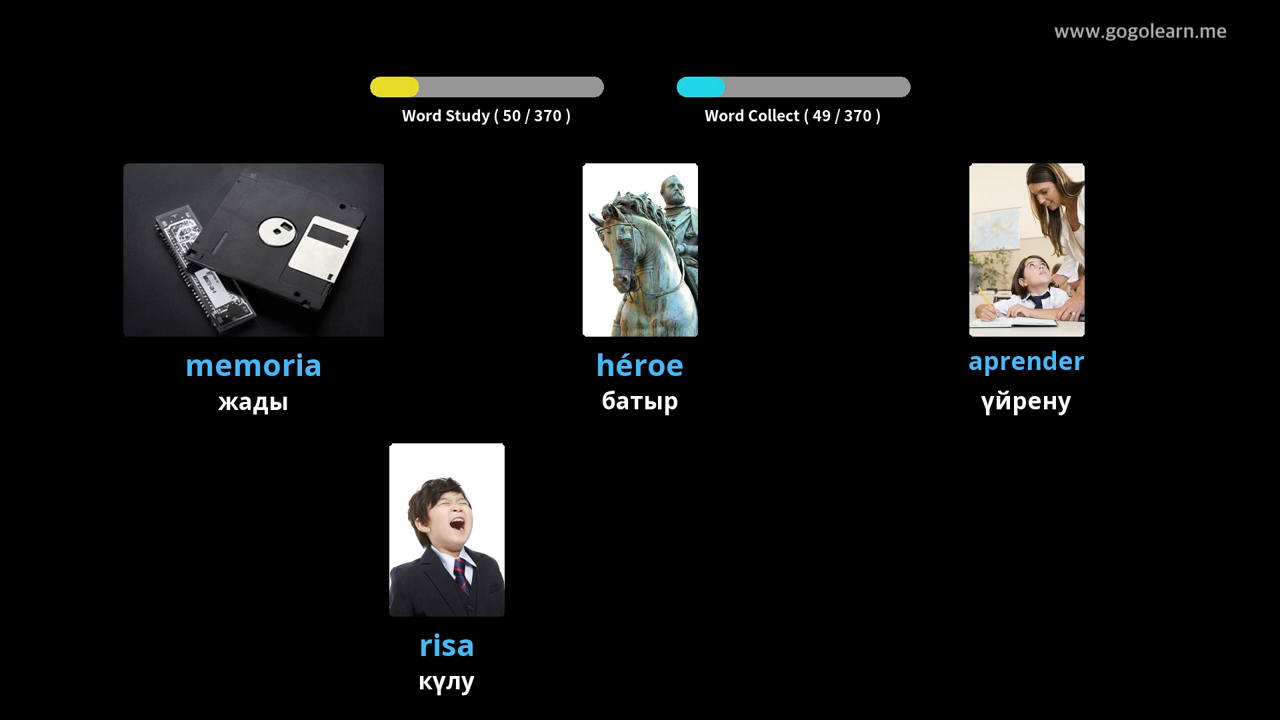 www.gogolearn.me
Word Study ( 50 / 370 )
Word Collect ( 49 / 370 )
memoria
жады
héroe
батыр
aprender
үйрену
risa
күлу